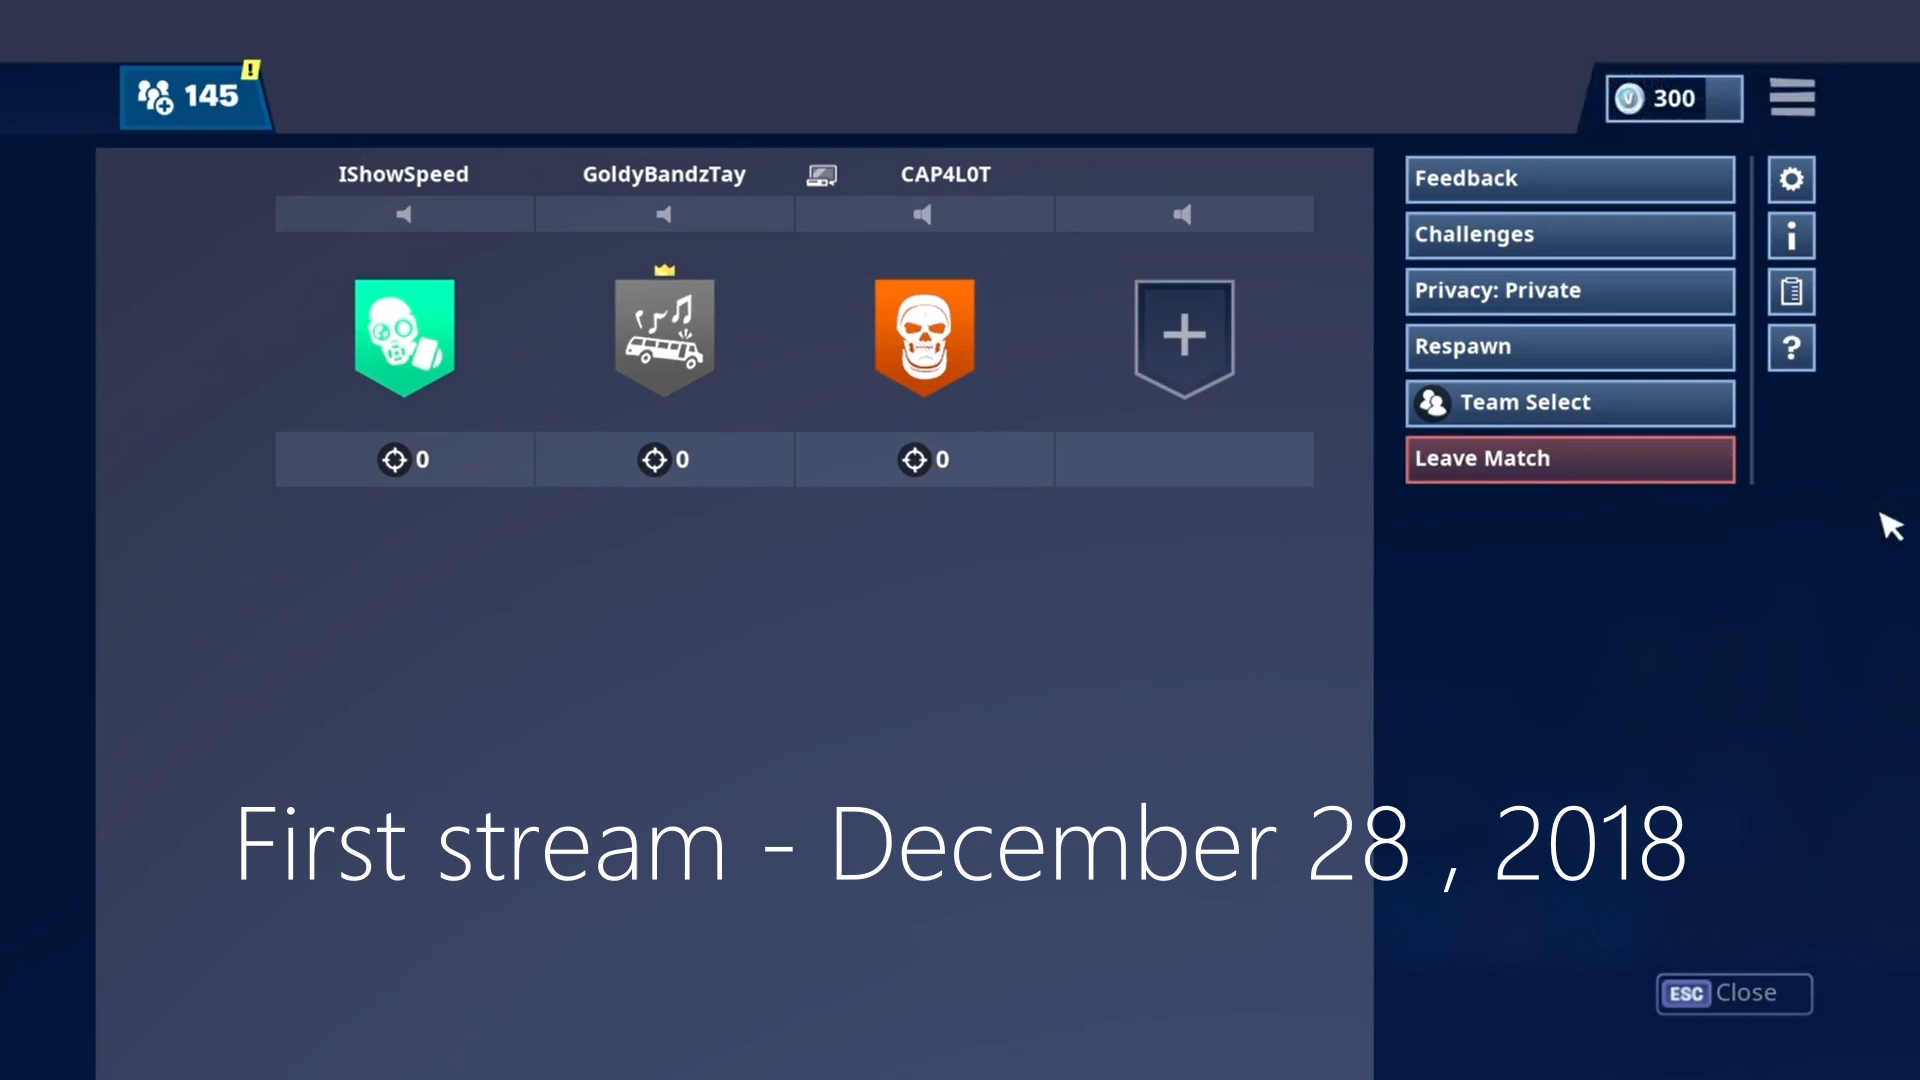 145 !
300
IShowSpeed GoldyBandzTay CAP4L0T
Feedback
Challenges
Privacy: Private
Respawn
Team Select
Leave Match
i
?
0 0 0
First stream - December 28 , 2018
ESC Close